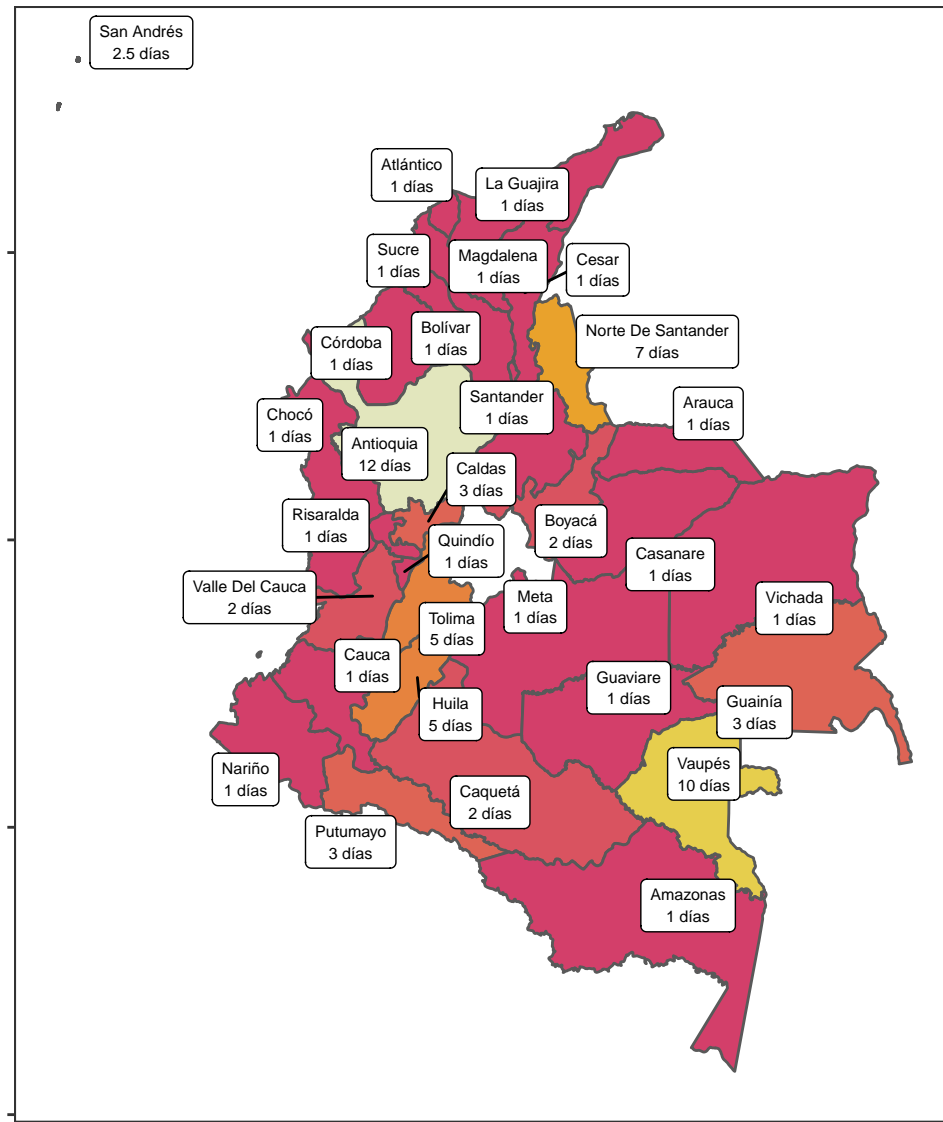 San Andrés
2.5 días
Atlántico
1 días
La Guajira
1 días
Sucre
1 días
Magdalena
1 días
Cesar
1 días
Córdoba
1 días
Bolívar
1 días
Norte De Santander
7 días
Chocó
1 días
Santander
1 días
Arauca
1 días
Antioquia
12 días
Caldas
3 días
Risaralda
1 días
Quindío
1 días
Boyacá
2 días
Casanare
1 días
Valle Del Cauca
2 días
Meta
1 días
Vichada
1 días
Tolima
5 días
Cauca
1 días
Guaviare
1 días
Huila
5 días
Guainía
3 días
Nariño
1 días
Vaupés
10 días
Caquetá
2 días
Putumayo
3 días
Amazonas
1 días